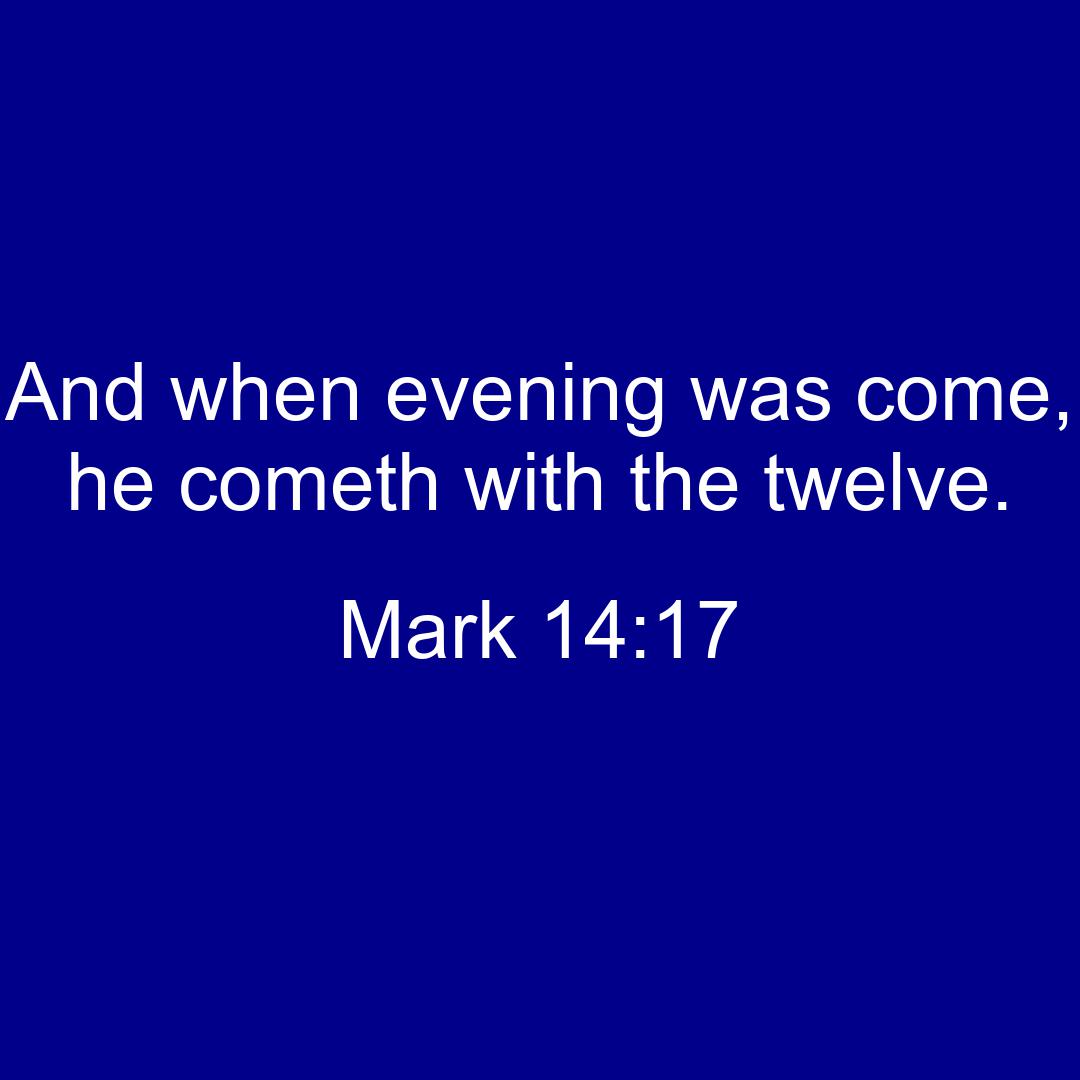 And when evening was come,
he cometh with the twelve.
Mark 14:17